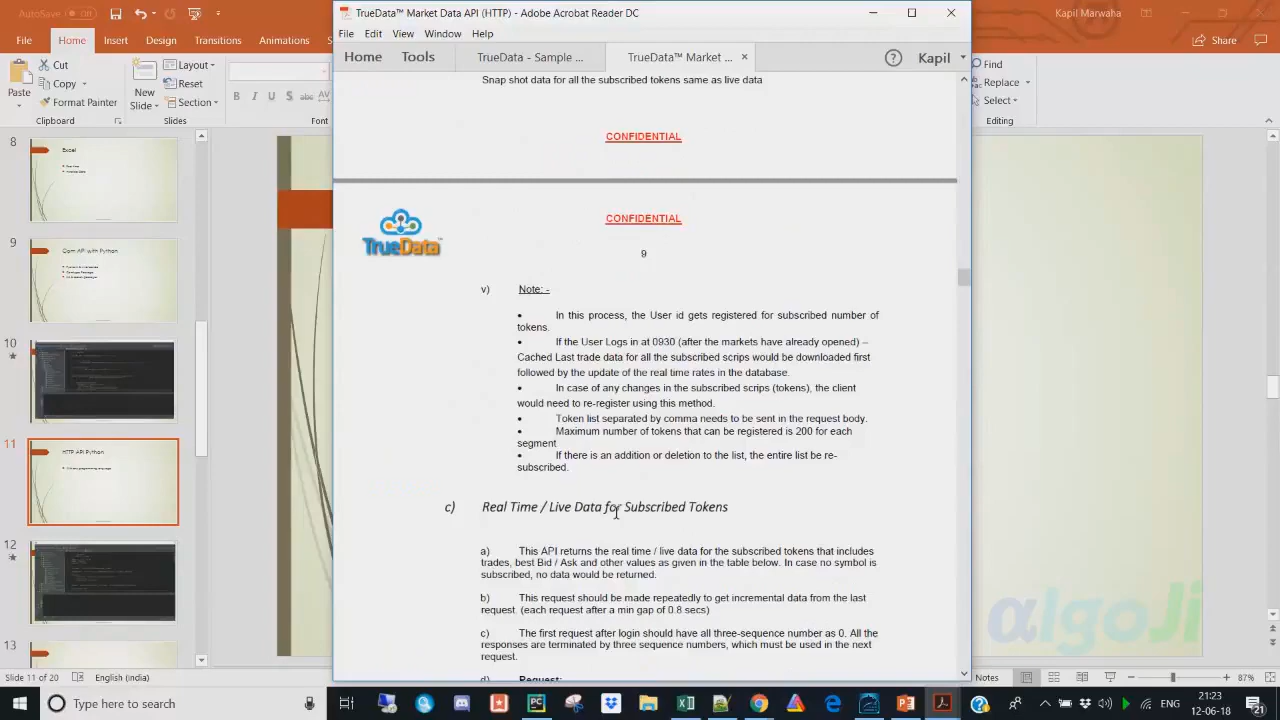 AutoSave Off
TrueData™ Market Data API (HTTP) - Adobe Acrobat Reader DC
Kapil Marwaha
File Home Insert Design Transitions Animations
File Edit View Window Help
Share
Home Tools TrueData - Sample ... TrueData™ Market ... × Kapil
Cut
Copy
Format Painter
Paste
Clipboard
New
Slide
Layout
Reset
Section
Slides
B I U S abc AV
Font
Find
Replace
Select
Editing
8
Excel
9
Com API with Python
10
11
HTTP API Python
12
13
Snap shot data for all the subscribed tokens same as live data
CONFIDENTIAL
CONFIDENTIAL
TrueData™
9
v) Note: -
• In this process, the User id gets registered for subscribed number of
tokens.
• If the User Logs in at 0930 (after the markets have already opened) –
Cached Last trade data for all the subscribed scrips would be downloaded first
followed by the update of the real time rates in the database.
• In case of any changes in the subscribed scrips (tokens), the client
would need to re-register using this method.
• Token list separated by comma needs to be sent in the request body.
• Maximum number of tokens that can be registered is 200 for each
segment
• If there is an addition or deletion to the list, the entire list be re-
subscribed.
c) Real Time / Live Data for Subscribed Tokens
a) This API returns the real time / live data for the subscribed tokens that includes
trades, best Bid / Ask and other values as given in the table below. In case no symbol is
subscribed, no data would be returned.
b) This request should be made repeatedly to get incremental data from the last
request (each request after a min gap of 0.8 secs)
c) The first request after login should have all three-sequence number as 0. All the
responses are terminated by three sequence numbers, which must be used in the next
request.
d) Request:
algoji
Slide 11 of 20 English (india)
Notes 87%
Type here to search
ENG
21:23
12-06-18